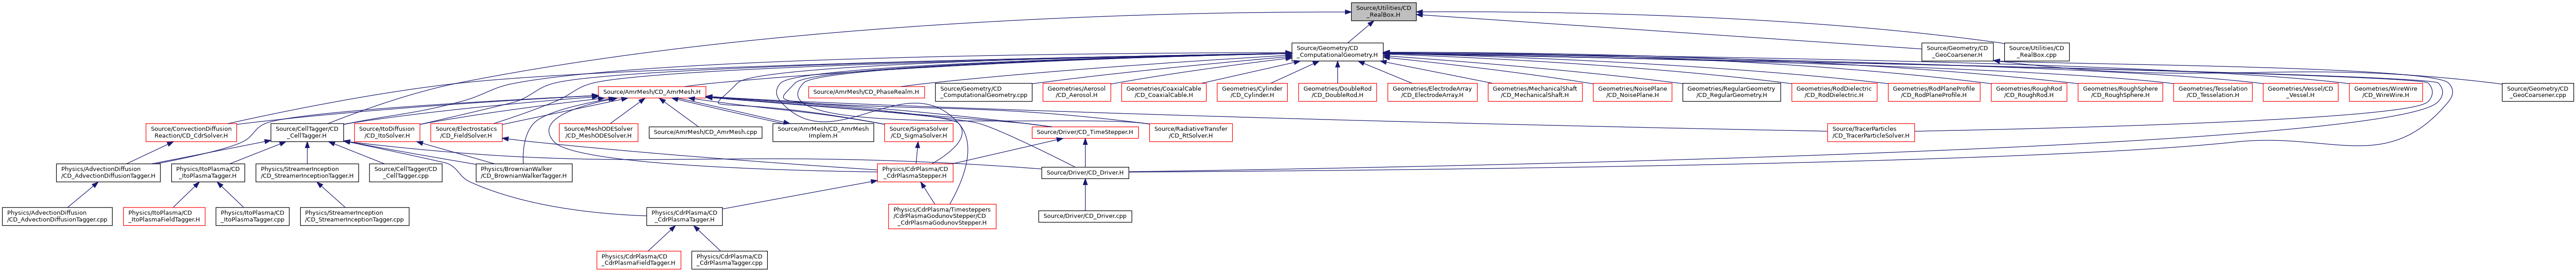 Source/Utilities/CD
_RealBox.H
Source/Geometry/CD
_ComputationalGeometry.H
Source/Geometry/CD
_GeoCoarsener.H
Source/Utilities/CD
_RealBox.cpp
Source/AmrMesh/CD_AmrMesh.H
Source/AmrMesh/CD_PhaseRealm.H
Source/Geometry/CD
_ComputationalGeometry.cpp
Geometries/Aerosol
/CD_Aerosol.H
Geometries/CoaxialCable
/CD_CoaxialCable.H
Geometries/Cylinder
/CD_Cylinder.H
Geometries/DoubleRod
/CD_DoubleRod.H
Geometries/ElectrodeArray
/CD_ElectrodeArray.H
Geometries/MechanicalShaft
/CD_MechanicalShaft.H
Geometries/NoisePlane
/CD_NoisePlane.H
Geometries/RegularGeometry
/CD_RegularGeometry.H
Geometries/RodDielectric
/CD_RodDielectric.H
Geometries/RodPlaneProfile
/CD_RodPlaneProfile.H
Geometries/RoughRod
/CD_RoughRod.H
Geometries/RoughSphere
/CD_RoughSphere.H
Geometries/Tesselation
/CD_Tesselation.H
Geometries/Vessel/CD
_Vessel.H
Geometries/WireWire
/CD_WireWire.H
Source/Geometry/CD
_GeoCoarsener.cpp
Source/ConvectionDiffusion
Reaction/CD_CdrSolver.H
Source/CellTagger/CD
_CellTagger.H
Source/ItoDiffusion
/CD_ItoSolver.H
Source/Electrostatics
/CD_FieldSolver.H
Source/MeshODESolver
/CD_MeshODESolver.H
Source/AmrMesh/CD_AmrMesh.cpp
Source/AmrMesh/CD_AmrMesh
Implem.H
Source/SigmaSolver
/CD_SigmaSolver.H
Source/Driver/CD_TimeStepper.H
Source/RadiativeTransfer
/CD_RtSolver.H
Source/TracerParticles
/CD_TracerParticleSolver.H
Physics/AdvectionDiffusion
/CD_AdvectionDiffusionTagger.H
Physics/ItoPlasma/CD
_ItoPlasmaTagger.H
Physics/StreamerInception
/CD_StreamerInceptionTagger.H
Source/CellTagger/CD
_CellTagger.cpp
Physics/BrownianWalker
/CD_BrownianWalkerTagger.H
Physics/CdrPlasma/CD
_CdrPlasmaStepper.H
Source/Driver/CD_Driver.H
Physics/AdvectionDiffusion
/CD_AdvectionDiffusionTagger.cpp
Physics/ItoPlasma/CD
_ItoPlasmaFieldTagger.H
Physics/ItoPlasma/CD
_ItoPlasmaTagger.cpp
Physics/StreamerInception
/CD_StreamerInceptionTagger.cpp
Physics/CdrPlasma/CD
_CdrPlasmaTagger.H
Physics/CdrPlasma/Timesteppers
/CdrPlasmaGodunovStepper/CD
_CdrPlasmaGodunovStepper.H
Source/Driver/CD_Driver.cpp
Physics/CdrPlasma/CD
_CdrPlasmaFieldTagger.H
Physics/CdrPlasma/CD
_CdrPlasmaTagger.cpp